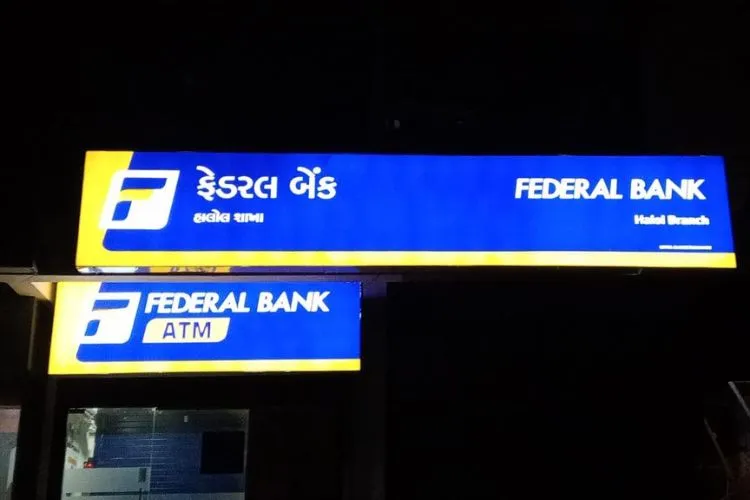 ફેડરલ બેંક
હાલોલ શાખા
FEDERAL BANK
Halol Branch
FEDERAL BANK
ATM